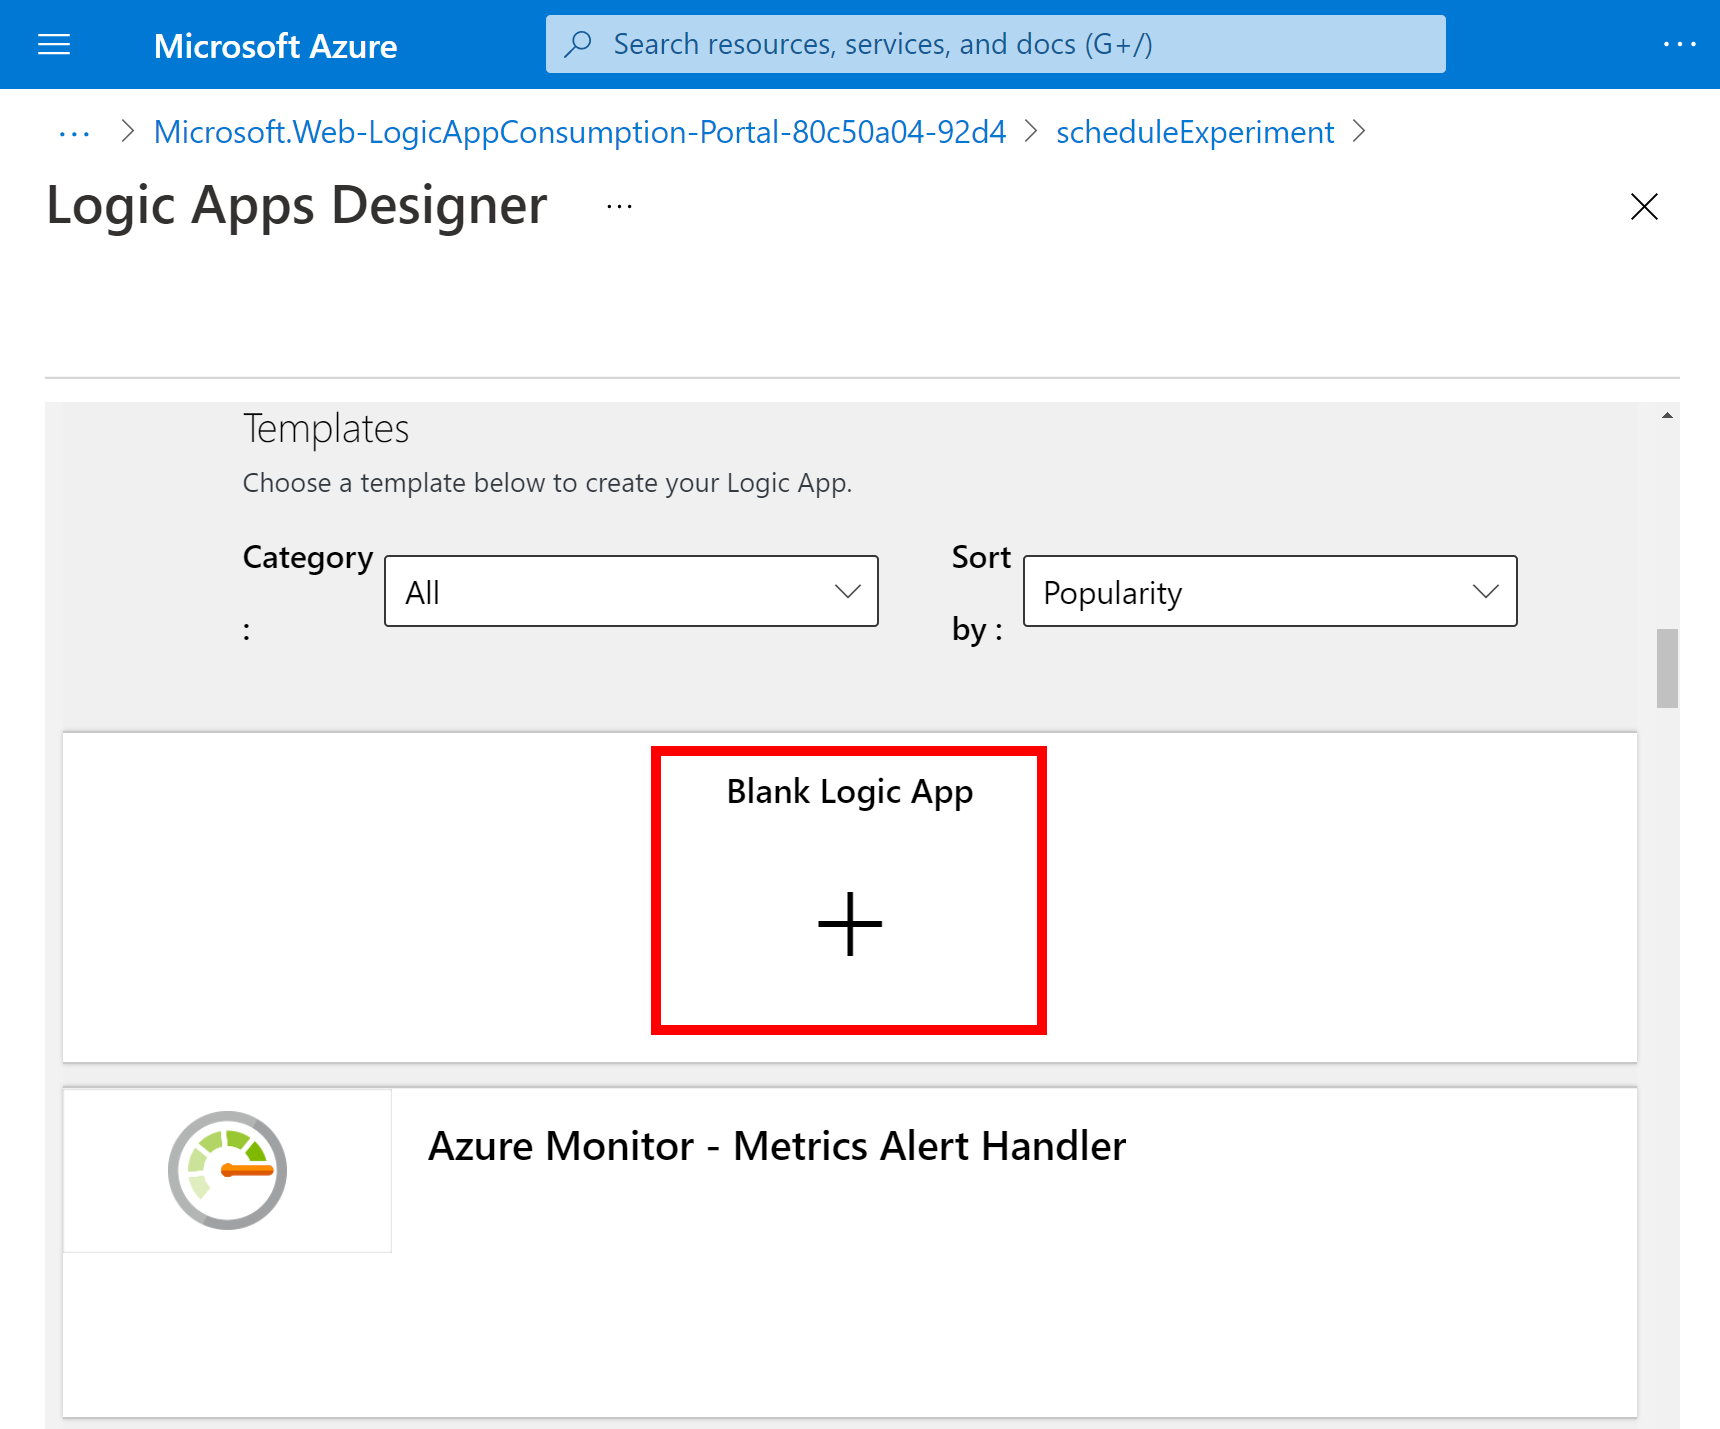 Microsoft Azure
Search resources, services, and docs (G+/)
...
... > Microsoft.Web-LogicAppConsumption-Portal-80c50a04-92d4 > scheduleExperiment >
Logic Apps Designer ...
Templates
Choose a template below to create your Logic App.
Category : All
Sort by : Popularity
Blank Logic App
Azure Monitor - Metrics Alert Handler